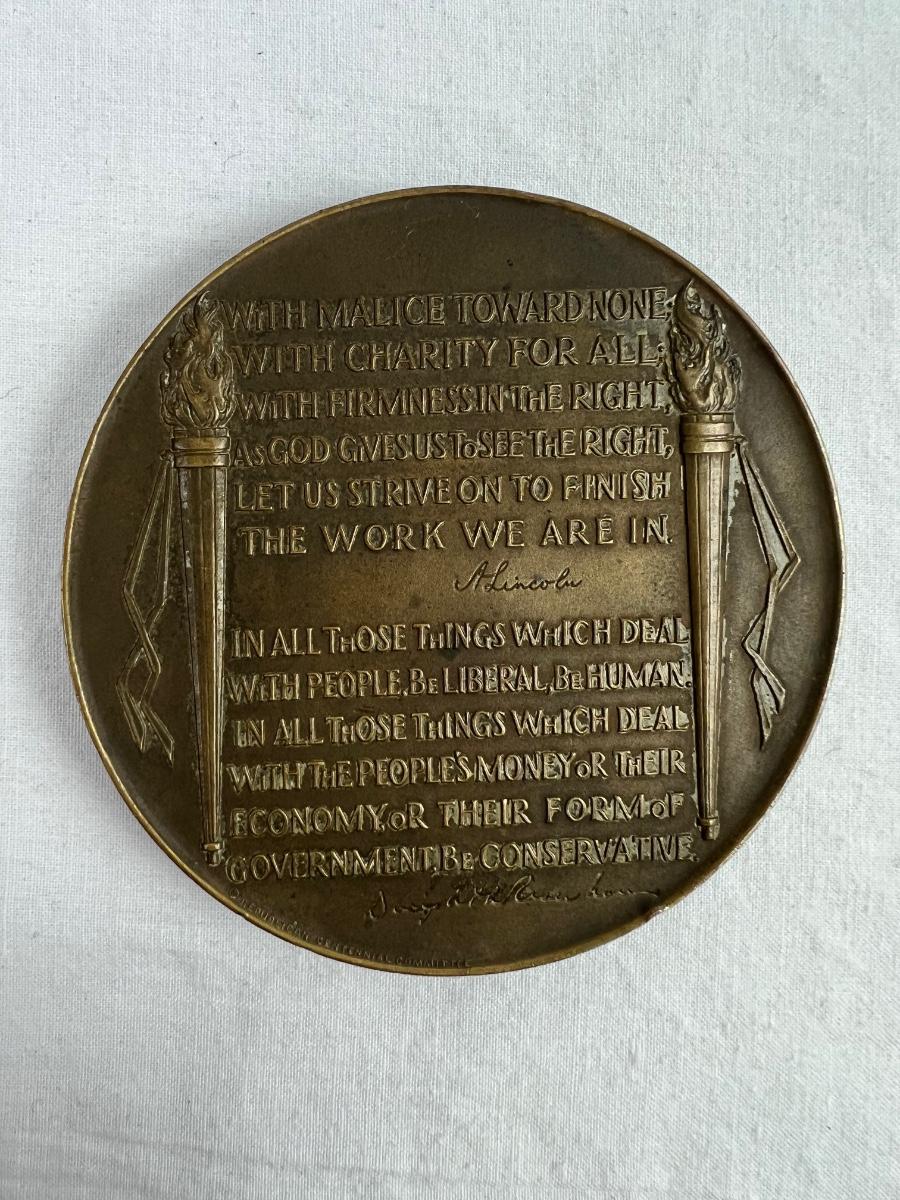 WITH MALICE TOWARD NONE;
WITH CHARITY FOR ALL;
WITH FIRMNESS IN THE RIGHT,
AS GOD GIVES US TO SEE THE RIGHT,
LET US STRIVE ON TO FINISH
THE WORK WE ARE IN.
A Lincoln
IN ALL THOSE THINGS WHICH DEAL
WITH PEOPLE, BE LIBERAL, BE HUMAN.
IN ALL THOSE THINGS WHICH DEAL
WITH THE PEOPLE'S MONEY OR THEIR
ECONOMY, OR THEIR FORM OF
GOVERNMENT, BE CONSERVATIVE.
© REPUBLICAN CENTENNIAL COMMITTEE